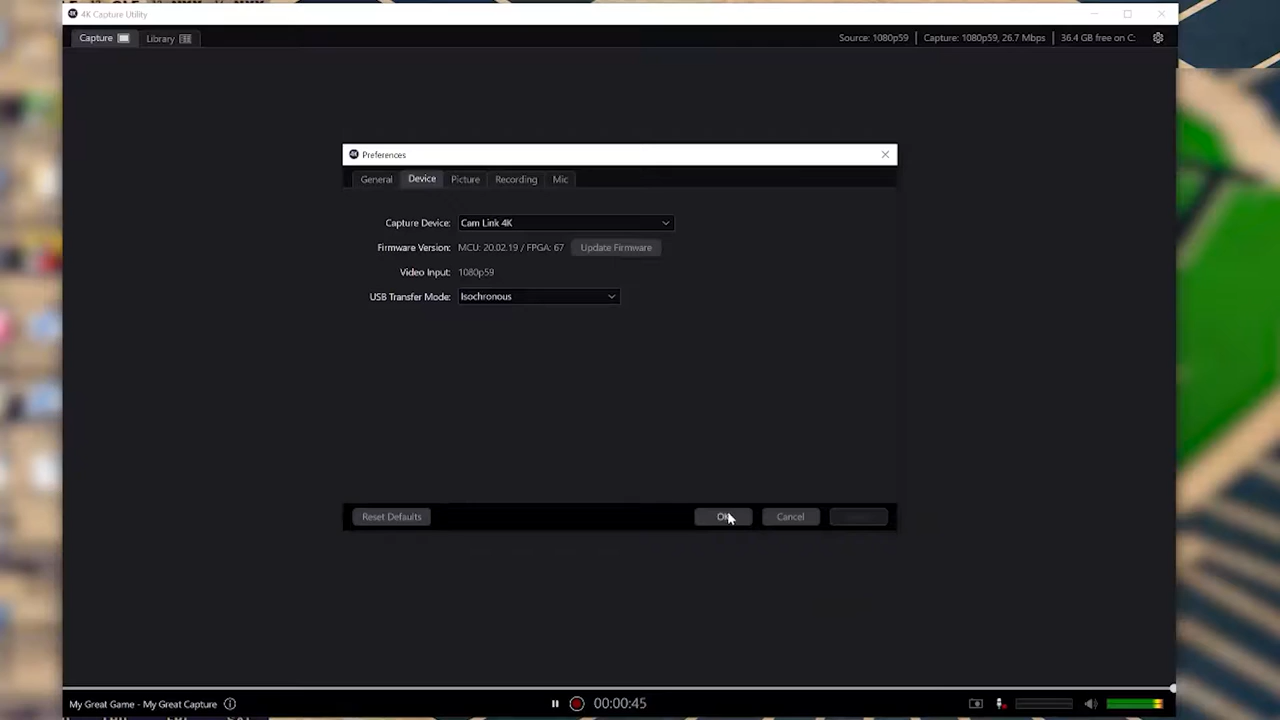 4K Capture Utility
Capture Library Source: 1080p59 Capture: 1080p59, 26.7 Mbps 36.4 GB free on C:
4K Preferences
General Device Picture Recording Mic
Capture Device: Cam Link 4K
Firmware Version: MCU: 20.02.19 / FPGA: 67 Update Firmware
Video Input: 1080p59
USB Transfer Mode: Isochronous
Reset Defaults OK Cancel
My Great Game - My Great Capture 00:00:45